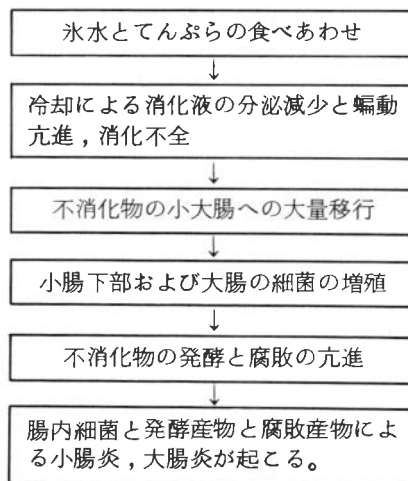 氷水とてんぷらの食べあわせ
↓
冷却による消化液の分泌減少と蝙動
亢進，消化不全
↓
不消化物の小大腸への大量移行
↓
小腸下部および大腸の細菌の増殖
↓
不消化物の発酵と腐敗の亢進
↓
腸内細菌と発酵産物と腐敗産物によ
る小腸炎，大腸炎が起こる。